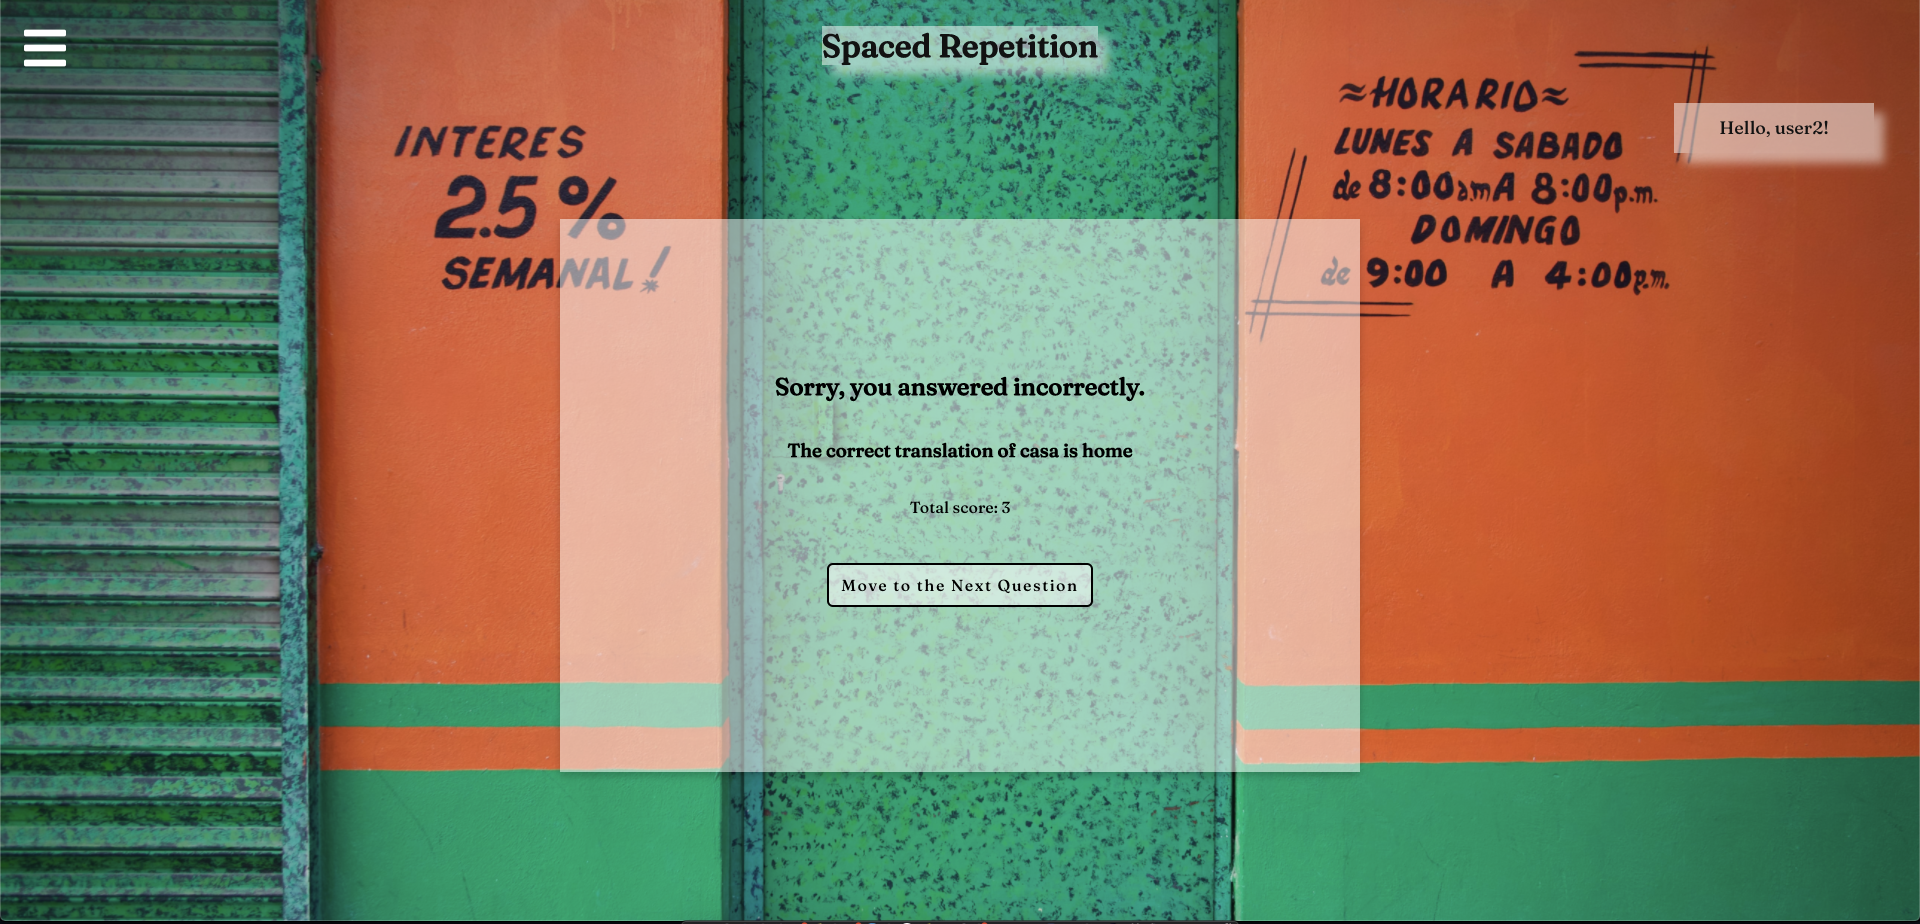 Spaced Repetition
Hello, user2!
INTERES
2.5%
SEMANAL!
≈HORARIO≈
LUNES A SABADO
de 8:00a.m A 8:00p.m.
DOMINGO
de 9:00 A 4:00p.m.
Sorry, you answered incorrectly.
The correct translation of casa is home
Total score: 3
Move to the Next Question